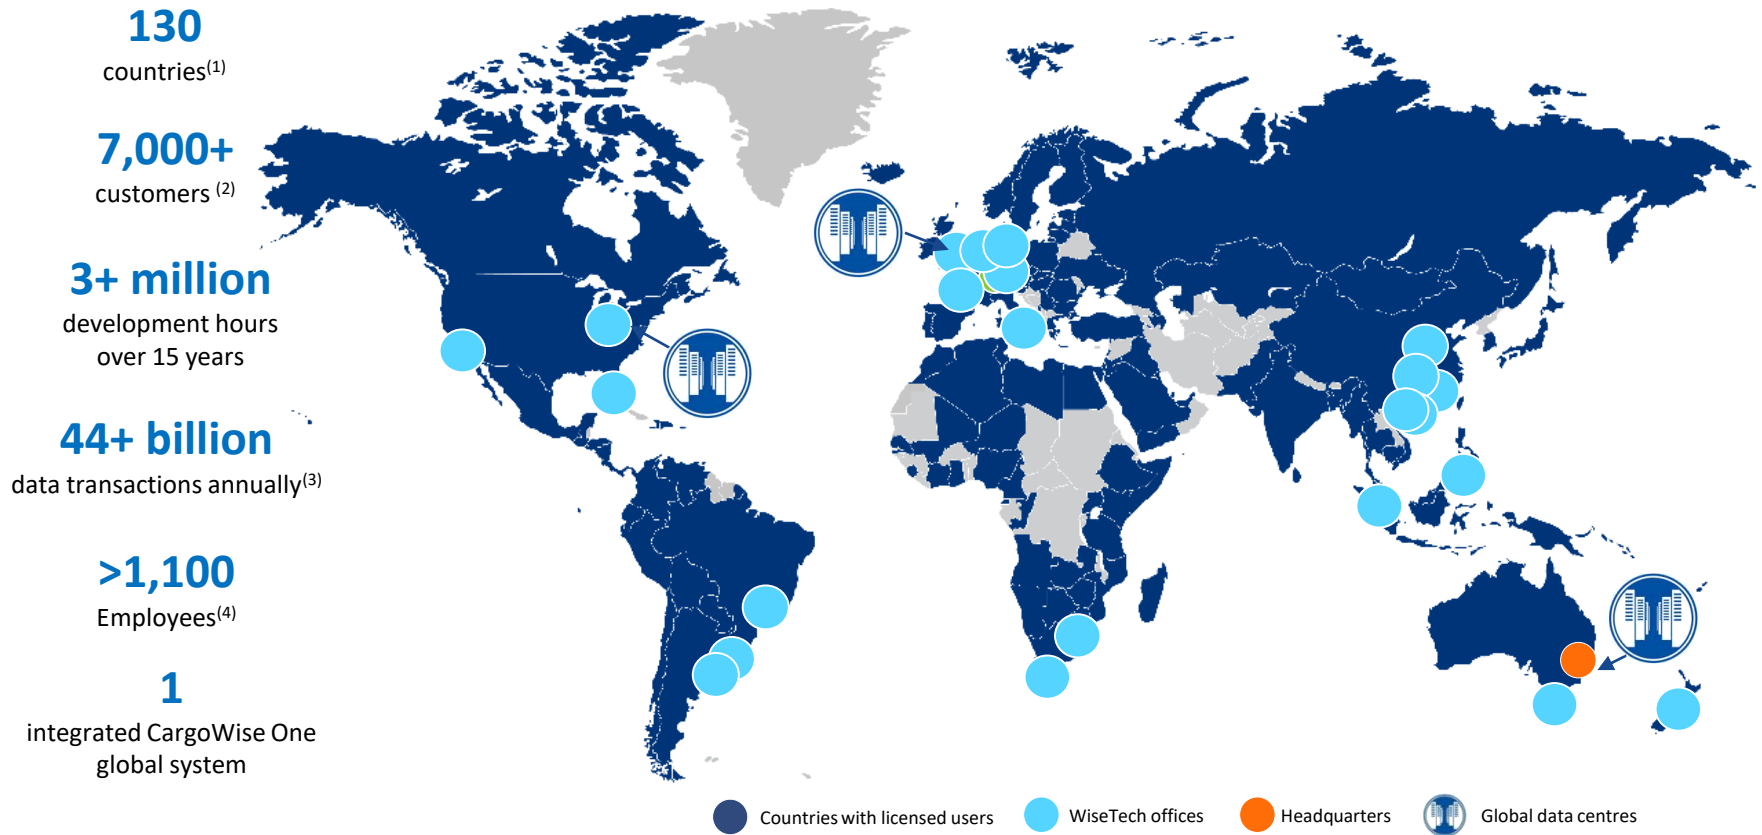 130
countries(1)
7,000+
customers (2)
3+ million
development hours
over 15 years
44+ billion
data transactions annually(3)
>1,100
Employees(4)
1
integrated CargoWise One
global system
Countries with licensed users
WiseTech offices
Headquarters
Global data centres